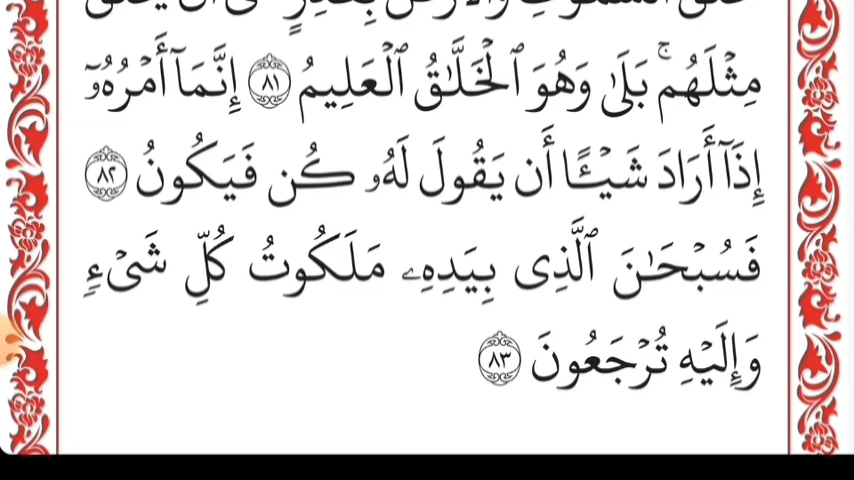 مِثۡلَهُمۚ بَلَىٰ وَهُوَ ٱلۡخَلَّٰقُ ٱلۡعَلِيمُ ٨١ إِنَّمَآ أَمۡرُهُۥٓ
إِذَآ أَرَادَ شَيۡـًٔا أَن يَقُولَ لَهُۥ كُن فَيَكُونُ ٨٢
فَسُبۡحَٰنَ ٱلَّذِي بِيَدِهِۦ مَلَكُوتُ كُلِّ شَيۡءٖ
وَإِلَيۡهِ تُرۡجَعُونَ ٨٣